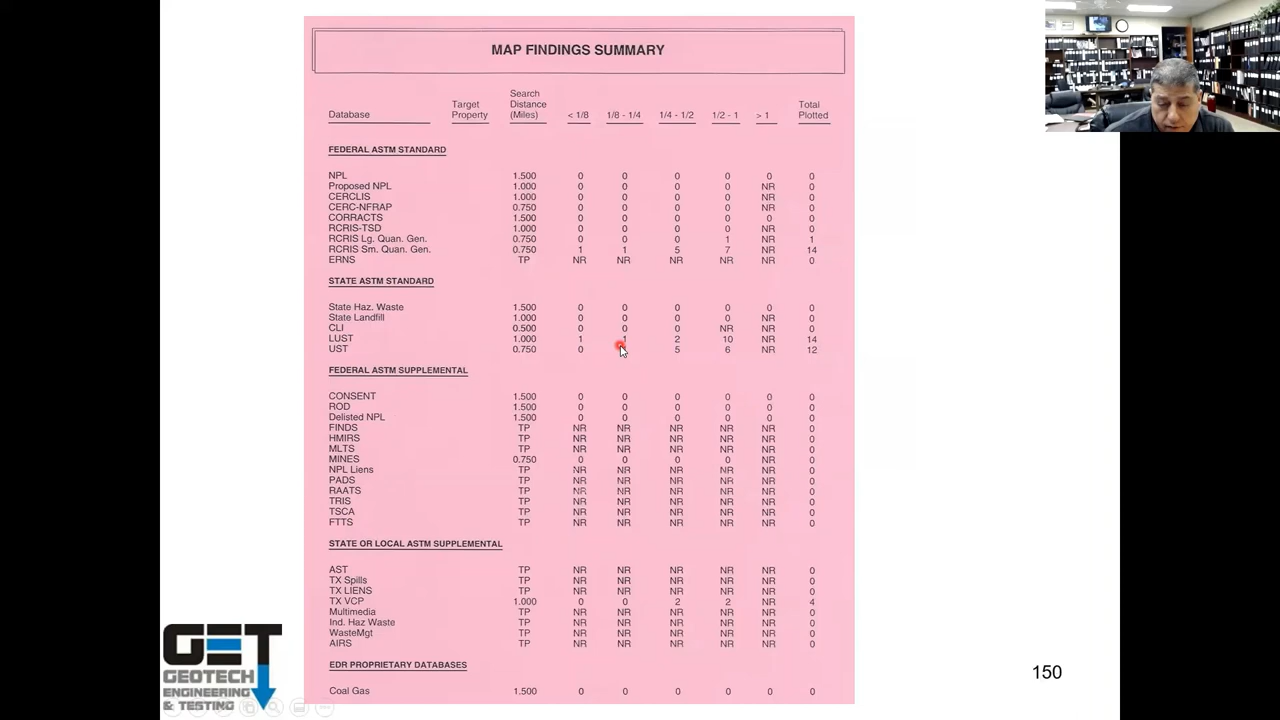 MAP FINDINGS SUMMARY
Database Target Property Search Distance (Miles) < 1/8 1/8 - 1/4 1/4 - 1/2 1/2 - 1 > 1 Total Plotted
FEDERAL ASTM STANDARD
NPL 1.500 0 0 0 0 0 0
Proposed NPL 1.000 0 0 0 0 NR 0
CERCLIS 1.000 0 0 0 0 NR 0
CERC-NFRAP 0.750 0 0 0 0 NR 0
CORRACTS 1.500 0 0 0 0 0 0
RCRIS-TSD 1.000 0 0 0 0 NR 0
RCRIS Lg. Quan. Gen. 0.750 0 0 0 1 NR 1
RCRIS Sm. Quan. Gen. 0.750 1 1 5 7 NR 14
ERNS TP NR NR NR NR NR 0
STATE ASTM STANDARD
State Haz. Waste 1.500 0 0 0 0 0 0
State Landfill 1.000 0 0 0 0 NR 0
CLI 0.500 0 0 0 NR NR 0
LUST 1.000 1 1 2 10 NR 14
UST 0.750 0 5 6 NR 12
FEDERAL ASTM SUPPLEMENTAL
CONSENT 1.500 0 0 0 0 0 0
ROD 1.500 0 0 0 0 0 0
Delisted NPL 1.500 0 0 0 0 0 0
FINDS TP NR NR NR NR NR 0
HMIRS TP NR NR NR NR NR 0
MLTS TP NR NR NR NR NR 0
MINES 0.750 0 0 0 0 NR 0
NPL Liens TP NR NR NR NR NR 0
PADS TP NR NR NR NR NR 0
RAATS TP NR NR NR NR NR 0
TRIS TP NR NR NR NR NR 0
TSCA TP NR NR NR NR NR 0
FTTS TP NR NR NR NR NR 0
STATE OR LOCAL ASTM SUPPLEMENTAL
AST TP NR NR NR NR NR 0
TX Spills TP NR NR NR NR NR 0
TX LIENS TP NR NR NR NR NR 0
TX VCP 1.000 0 0 2 2 NR 4
Multimedia TP NR NR NR NR NR 0
Ind. Haz Waste TP NR NR NR NR NR 0
WasteMgt TP NR NR NR NR NR 0
AIRS TP NR NR NR NR NR 0
EDR PROPRIETARY DATABASES
Coal Gas 1.500 0 0 0 0 0 0
GET
GEOTECH
ENGINEERING
& TESTING
150